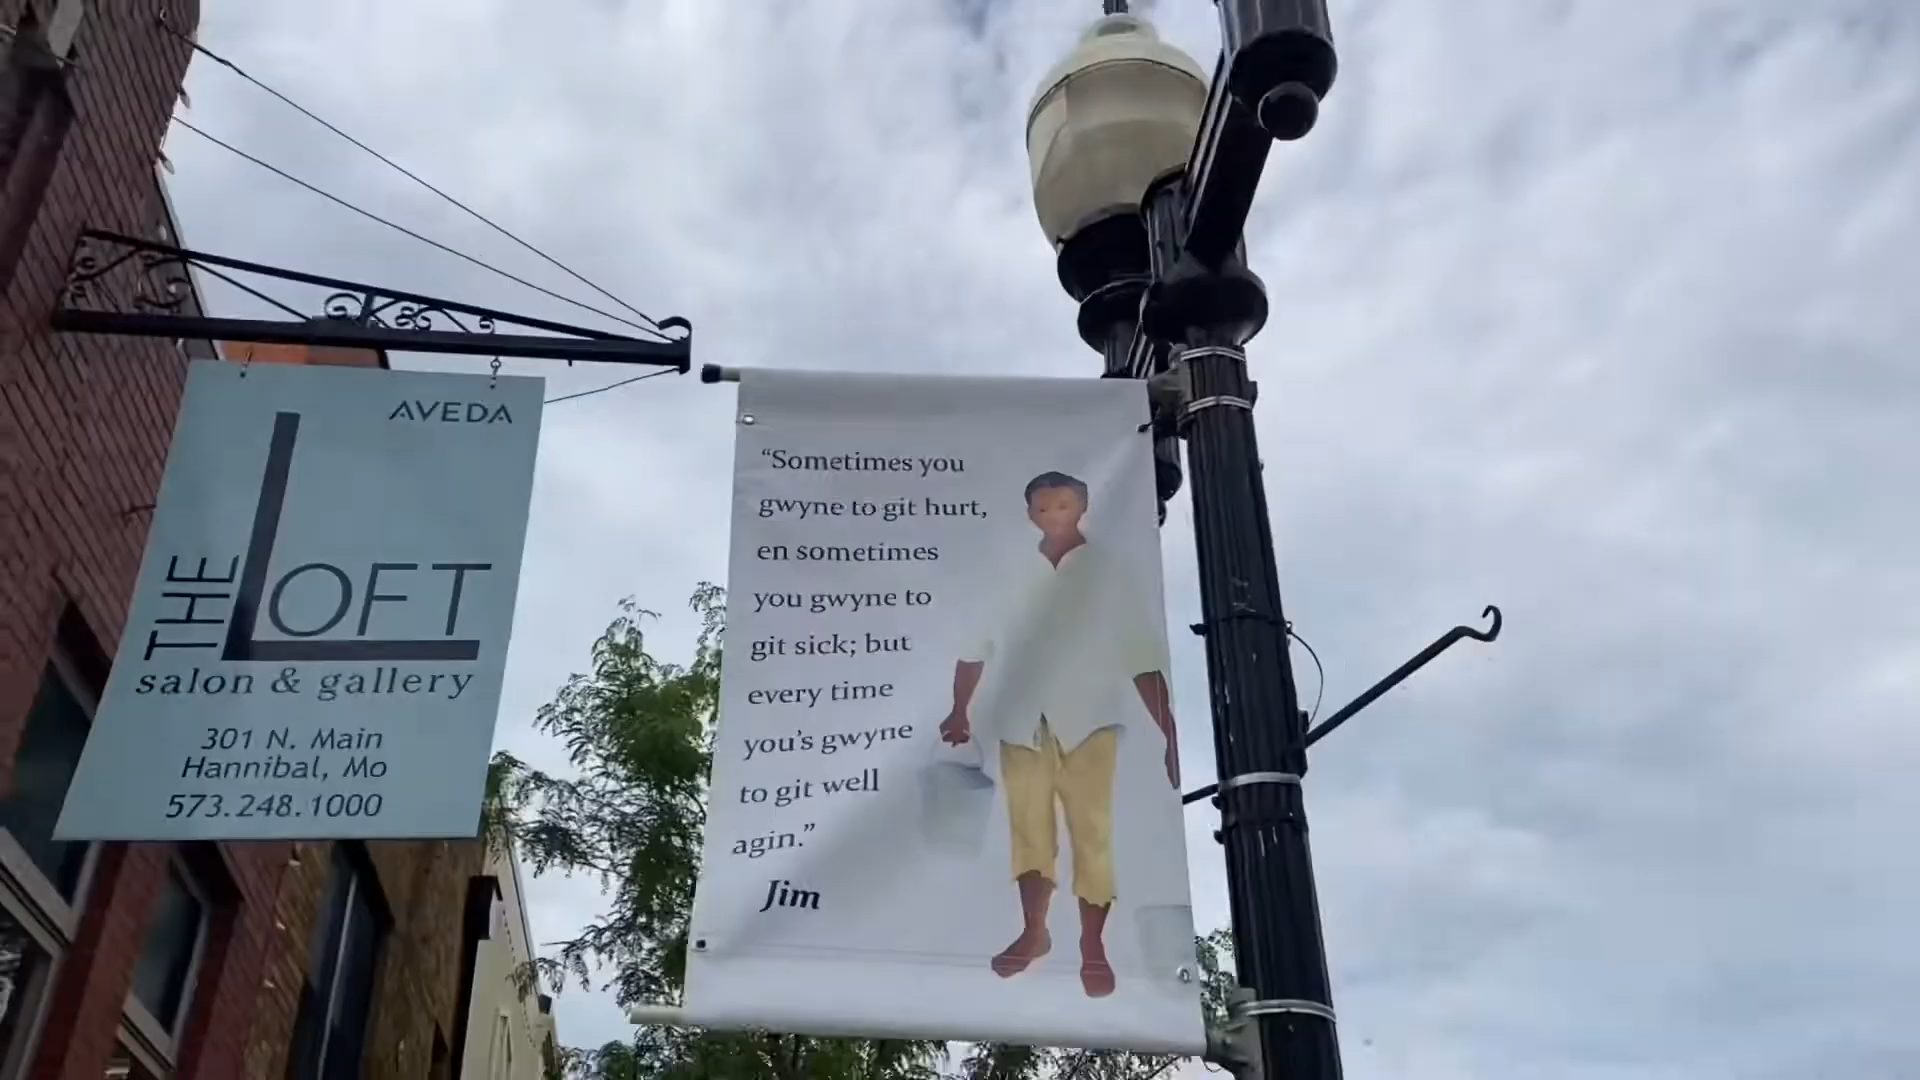 AVEDA
THE LOFT
salon & gallery
301 N. Main
Hannibal, Mo
573.248.1000
“Sometimes you
gwyne to git hurt,
en sometimes
you gwyne to
git sick; but
every time
you's gwyne
to git well
agin.”
Jim